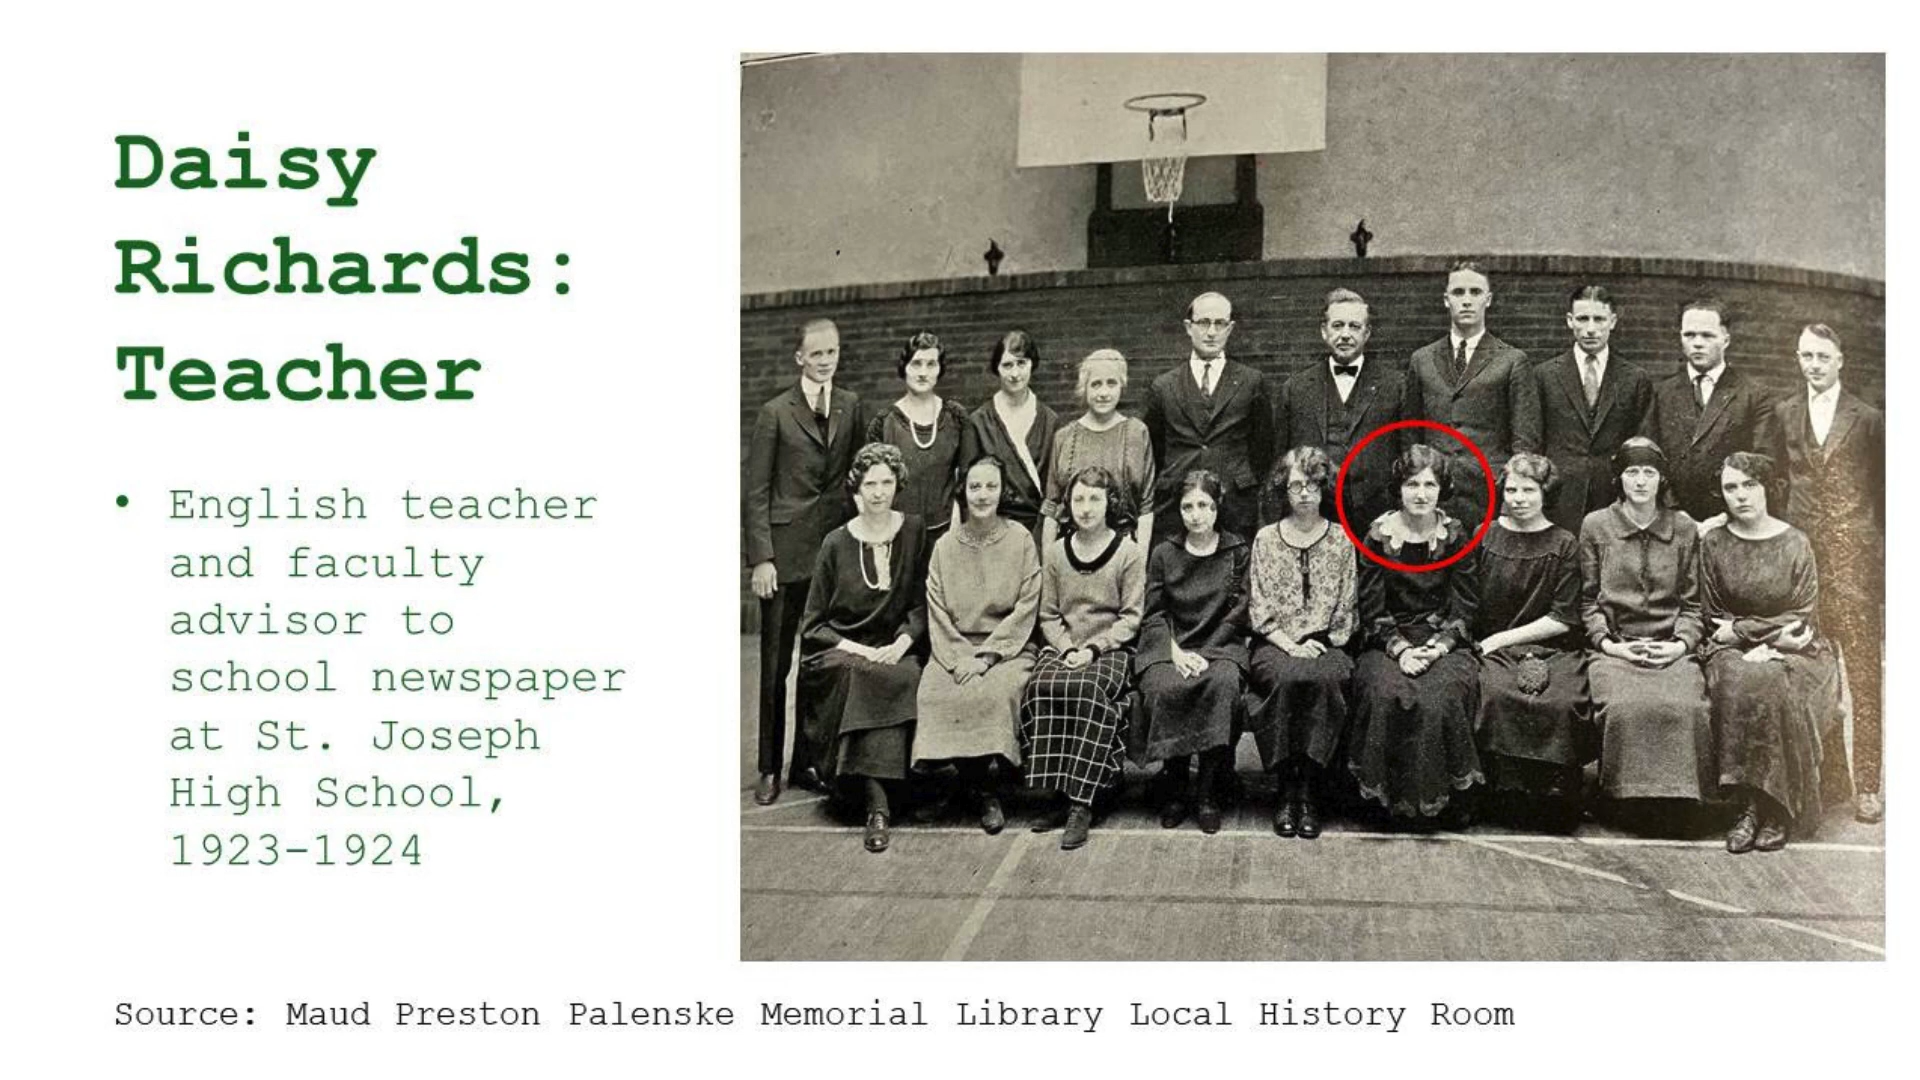 Daisy
Richards:
Teacher
• English teacher
and faculty
advisor to
school newspaper
at St. Joseph
High School,
1923-1924
Source: Maud Preston Palenske Memorial Library Local History Room